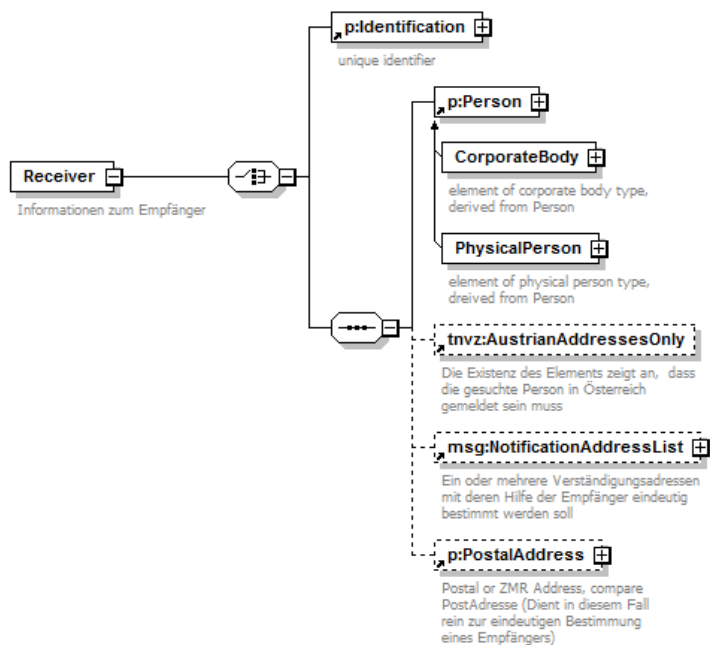 p:Identification
unique identifier
p:Person
CorporateBody
element of corporate body type,
derived from Person
Receiver
Informationen zum Empfänger
PhysicalPerson
element of physical person type,
dreived from Person
tnvz:AustrianAddressesOnly
Die Existenz des Elements zeigt an, dass
die gesuchte Person in Österreich
gemeldet sein muss
msg:NotificationAddressList
Ein oder mehrere Verständigungsadressen
mit deren Hilfe der Empfänger eindeutig
bestimmt werden soll
p:PostalAddress
Postal or ZMR Address, compare
PostAdresse (Dient in diesem Fall
rein zur eindeutigen Bestimmung
eines Empfängers)